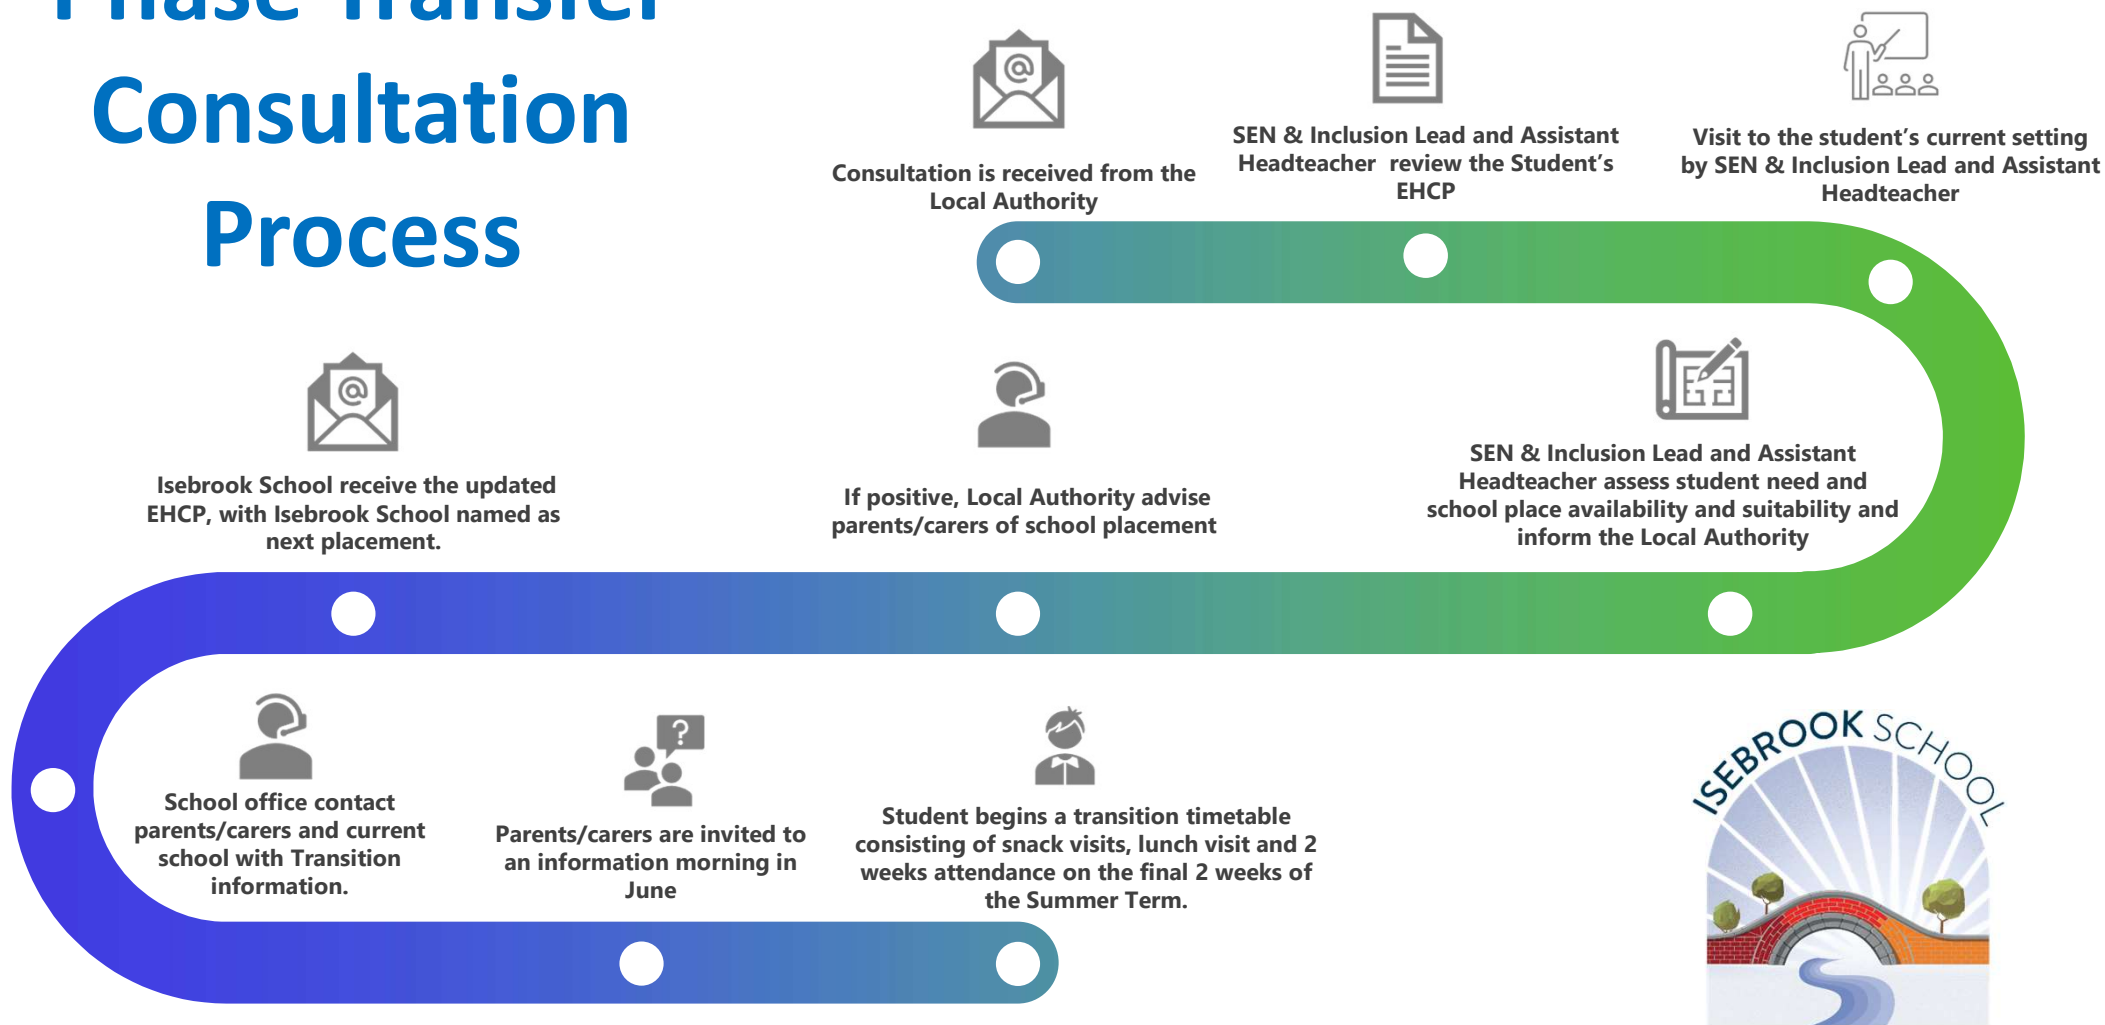 Phase Transfer
Consultation
Process
Consultation is received from the
Local Authority
SEN & Inclusion Lead and Assistant
Headteacher review the Student's
EHCP
Visit to the student's current setting
by SEN & Inclusion Lead and Assistant
Headteacher
SEN & Inclusion Lead and Assistant
Headteacher assess student need and
school place availability and suitability and
inform the Local Authority
If positive, Local Authority advise
parents/carers of school placement
Isebrook School receive the updated
EHCP, with Isebrook School named as
next placement.
School office contact
parents/carers and current
school with Transition
information.
Parents/carers are invited to
an information morning in
June
Student begins a transition timetable
consisting of snack visits, lunch visit and 2
weeks attendance on the final 2 weeks of
the Summer Term.
ISEBROOK SCHOOL